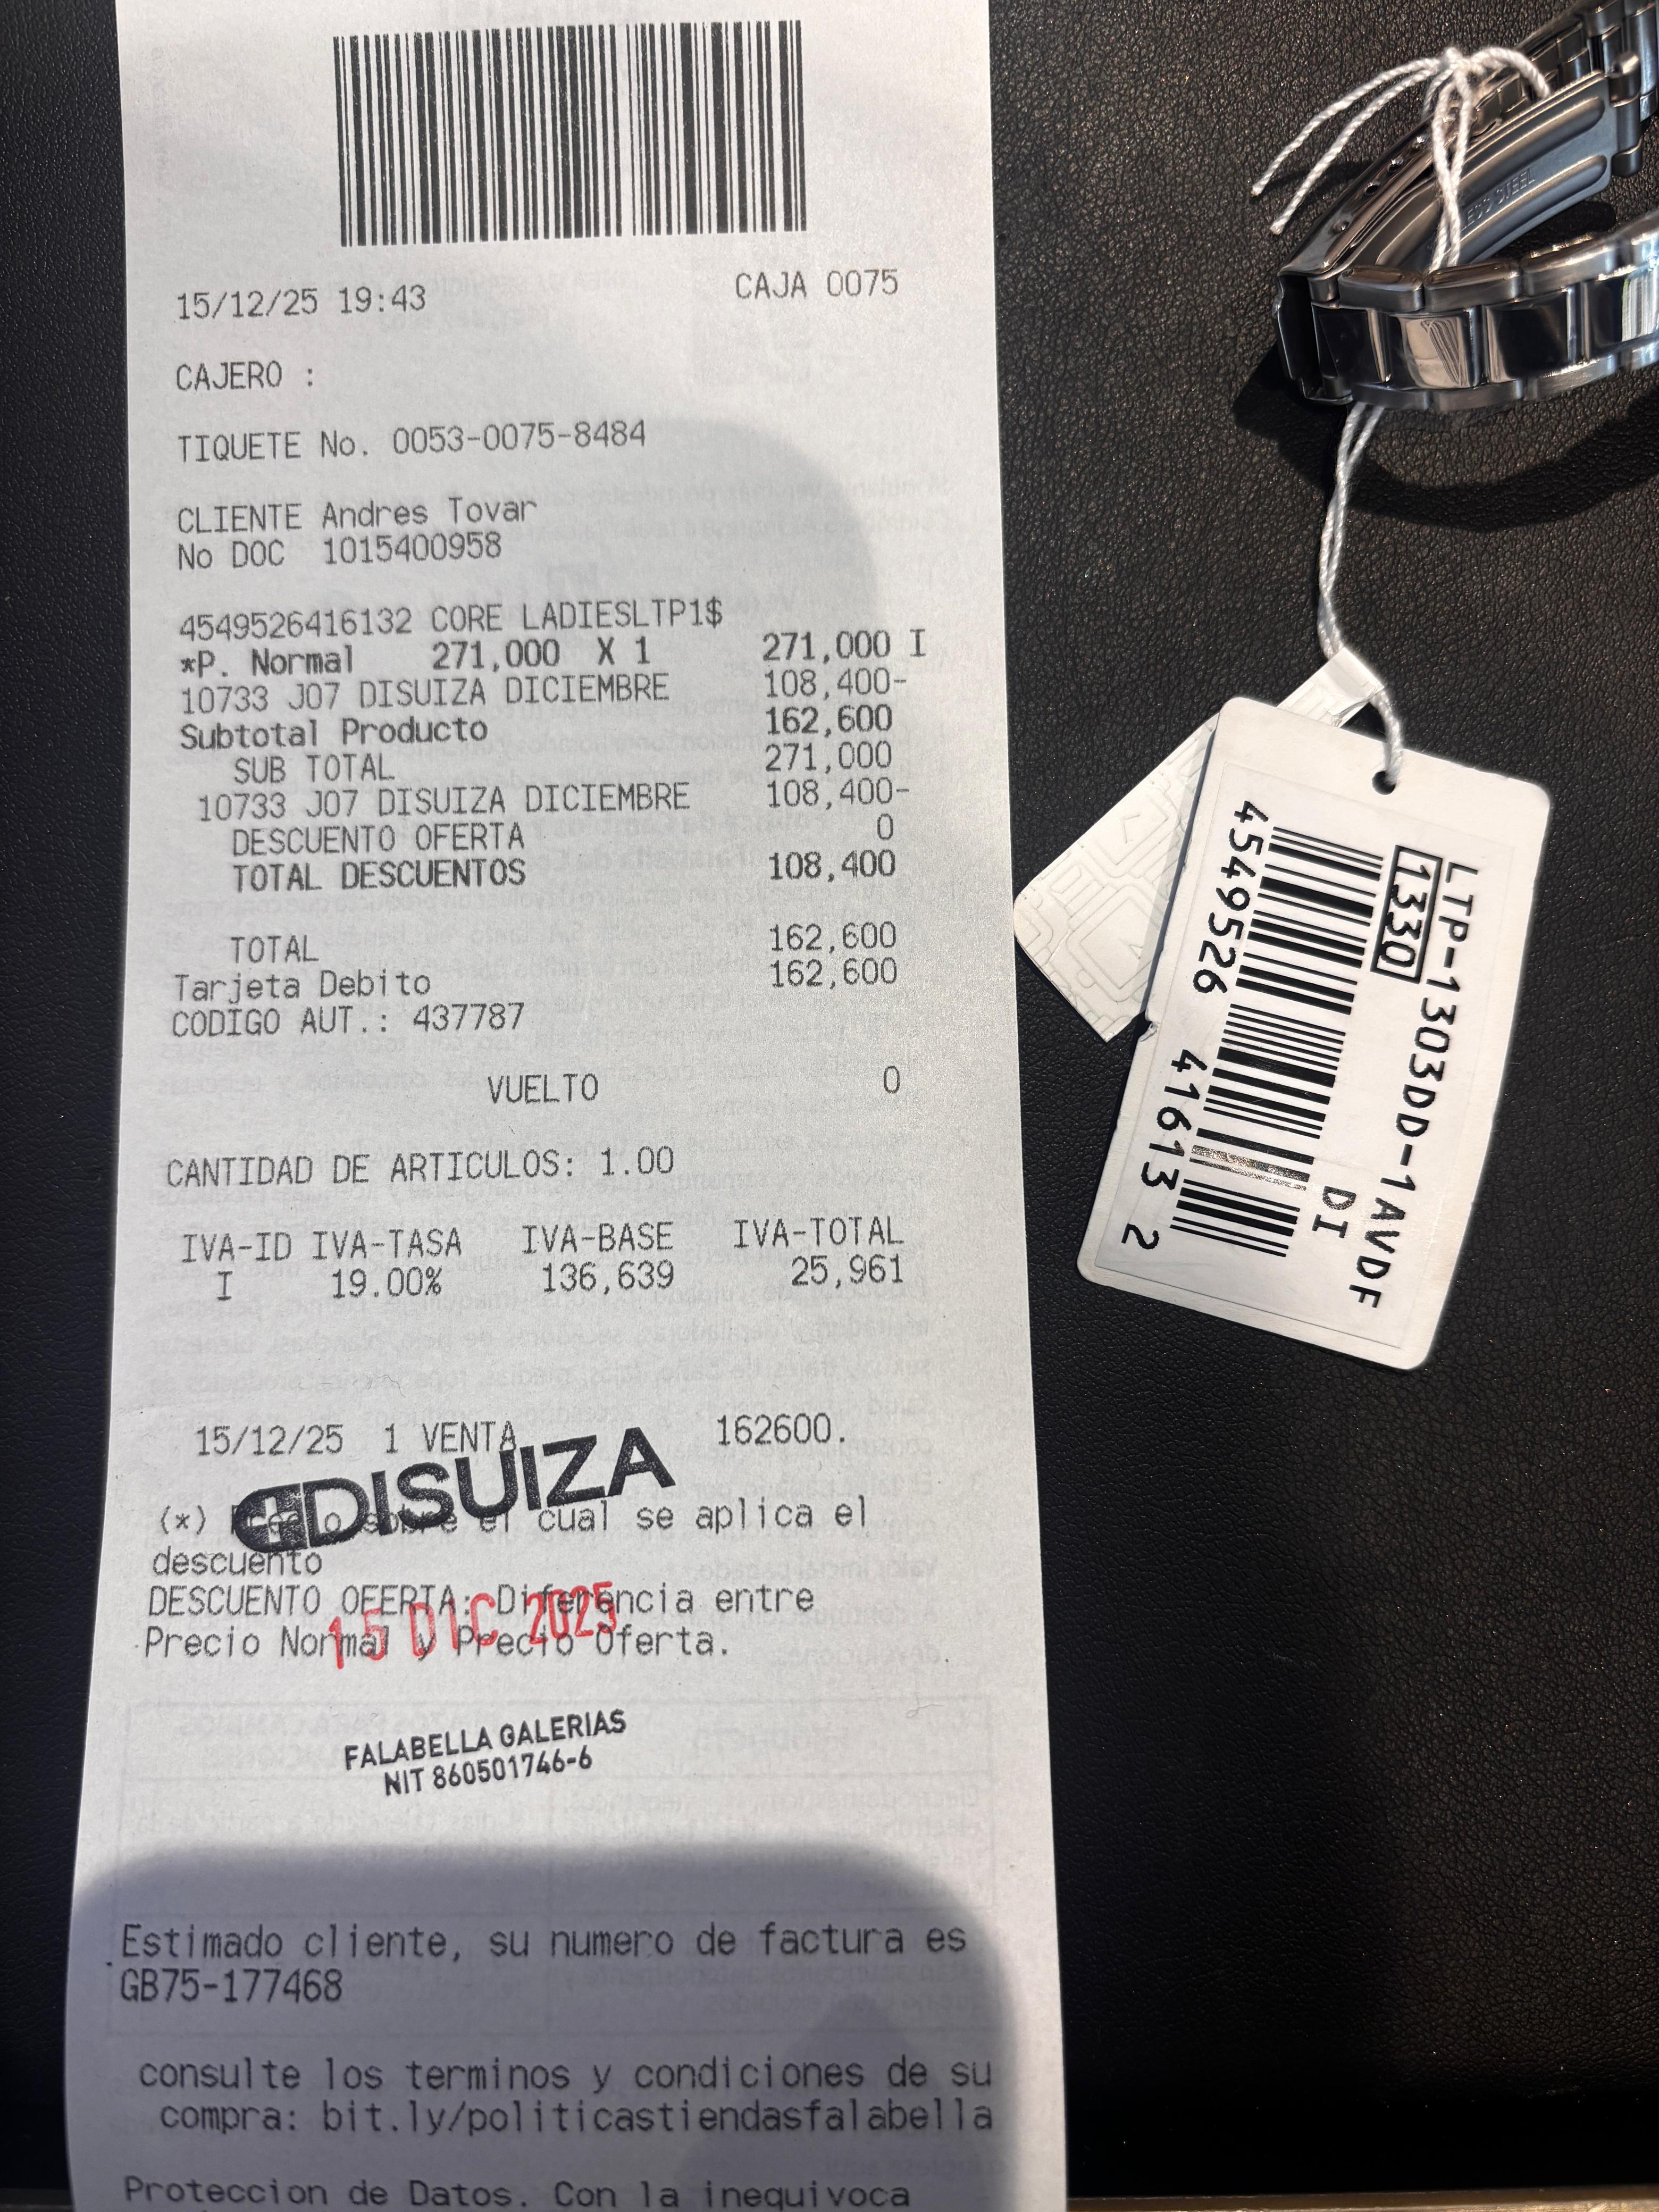 15/12/25 19:43 CAJA 0075
CAJERO :
TIQUETE No. 0053-0075-8484
CLIENTE Andres Tovar
No DOC 1015400958
4549526416132 CORE LADIESLTP1$
*P. Normal 271,000 X 1 271,000 I
10733 J07 DISUIZA DICIEMBRE 108,400-
Subtotal Producto 162,600
SUB TOTAL 271,000
10733 J07 DISUIZA DICIEMBRE 108,400-
DESCUENTO OFERTA 0
TOTAL DESCUENTOS 108,400
TOTAL 162,600
Tarjeta Debito 162,600
CODIGO AUT.: 437787
VUELTO 0
CANTIDAD DE ARTICULOS: 1.00
IVA-ID IVA-TASA IVA-BASE IVA-TOTAL
I 19.00% 136,639 25,961
15/12/25 1 VENTA 162600.
DISUIZA
(*) Precio sobre el cual se aplica el
descuento
DESCUENTO OFERTA: Diferencia entre
15 DIC 2025
Precio Normal y Precio Oferta.
FALABELLA GALERIAS
NIT 860501746-6
Estimado cliente, su numero de factura es
GB75-177468
consulte los terminos y condiciones de su
compra: bit.ly/politicastiendasfalabella
Proteccion de Datos. Con la inequivoca
LTP-1303DD-1AVDF
1330
DI
4549526 41613 2